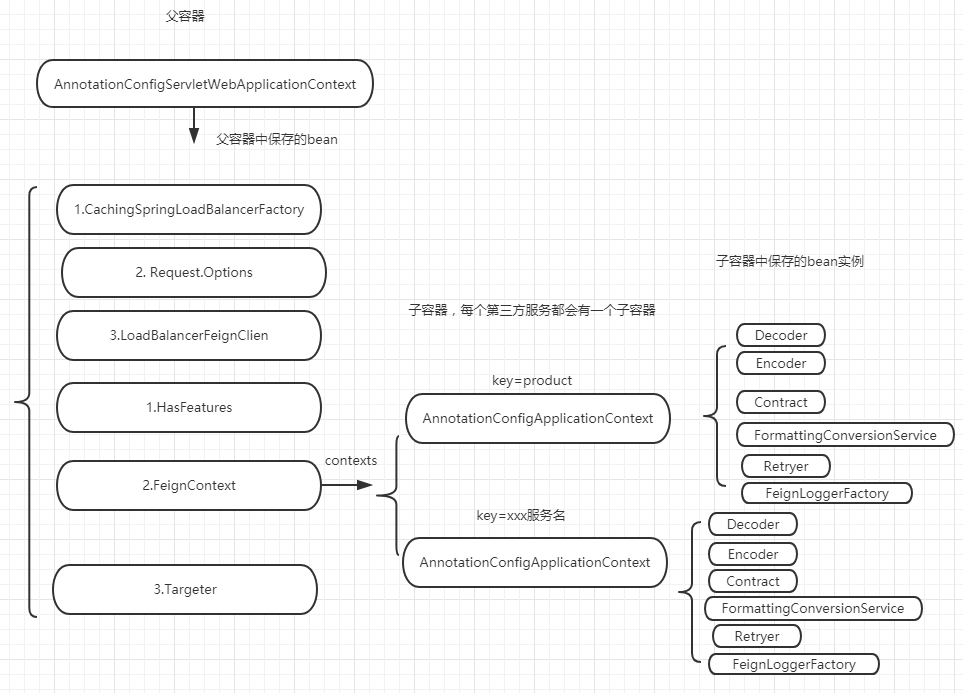 父容器
AnnotationConfigServletWebApplicationContext
父容器中保存的bean
1.CachingSpringLoadBalancerFactory
2. Request.Options
3.LoadBalancerFeignClien
1.HasFeatures
2.FeignContext
3.Targeter
contexts
子容器，每个第三方服务都会有一个子容器
key=product
AnnotationConfigApplicationContext
key=xxx服务名
AnnotationConfigApplicationContext
子容器中保存的bean实例
Decoder
Encoder
Contract
FormattingConversionService
Retryer
FeignLoggerFactory
Decoder
Encoder
Contract
FormattingConversionService
Retryer
FeignLoggerFactory